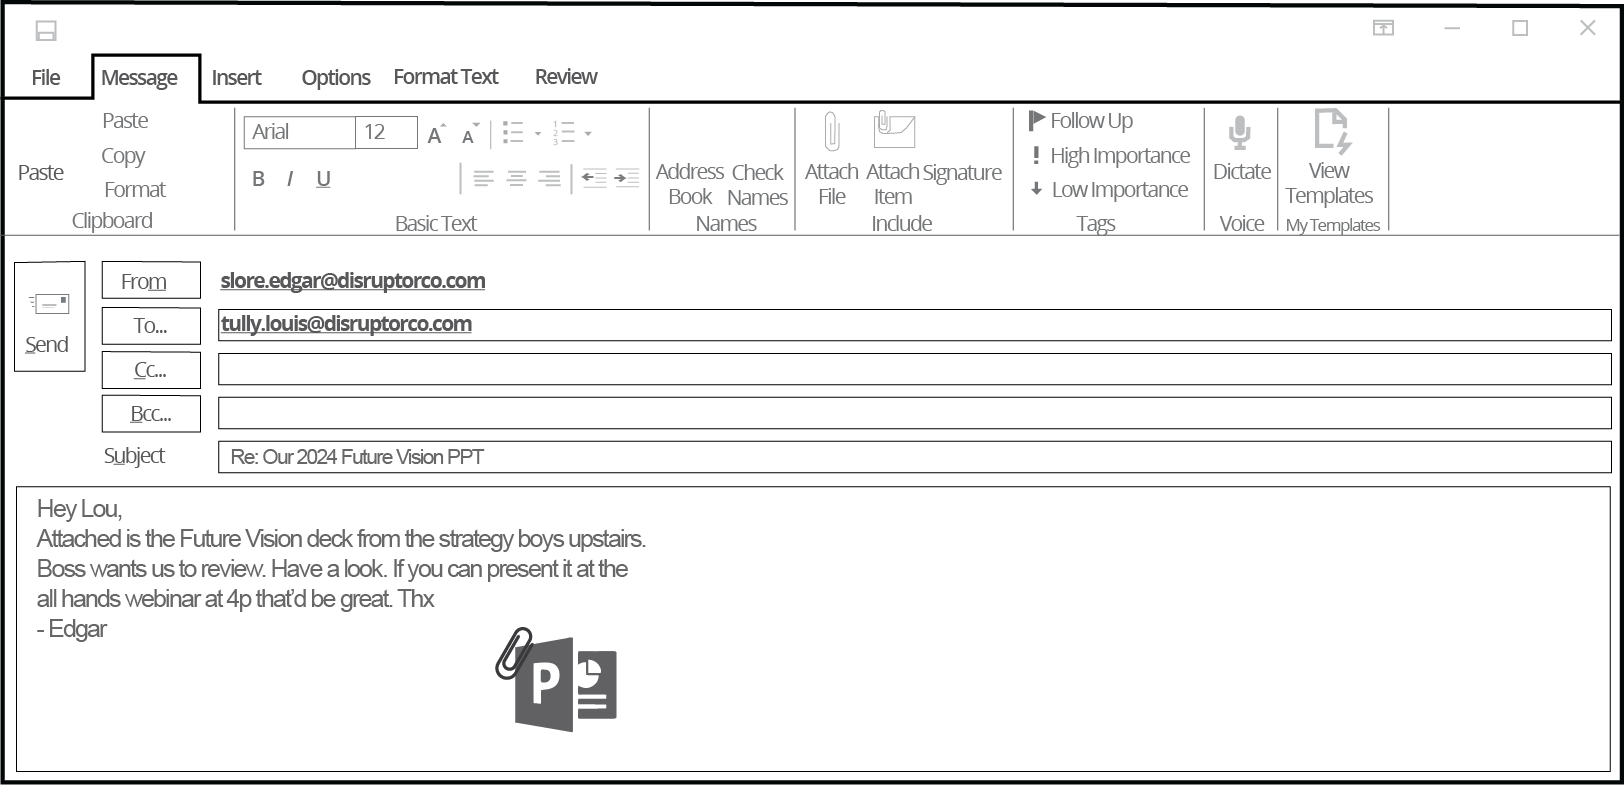 File Message Insert Options Format Text Review
Paste
Paste
Copy
Format
Clipboard
Arial 12 A A
1
2
3
B I U
Basic Text
Address Book
Check Names
Names
Attach File
Attach Item
Signature
Include
Follow Up
High Importance
Low Importance
Tags
Dictate
Voice
View Templates
My Templates
Send
From slore.edgar@disruptorco.com
To... tully.louis@disruptorco.com
Cc...
Bcc...
Subject Re: Our 2024 Future Vision PPT
Hey Lou,
Attached is the Future Vision deck from the strategy boys upstairs.
Boss wants us to review. Have a look. If you can present it at the
all hands webinar at 4p that'd be great. Thx
- Edgar
P